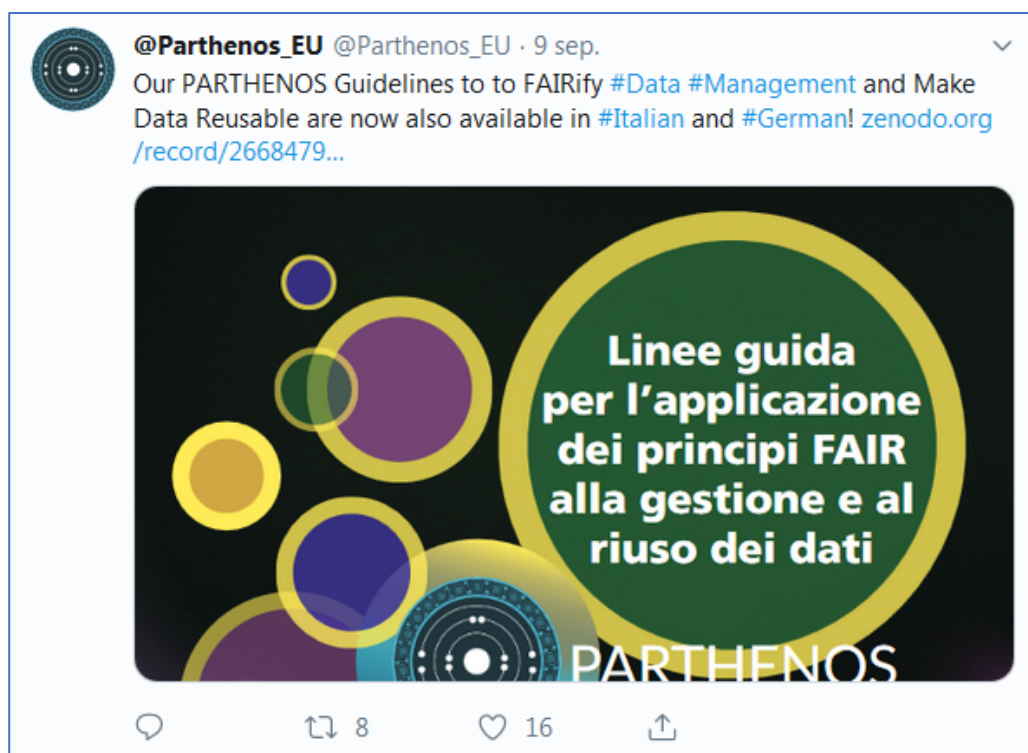 @Parthenos_EU @Parthenos_EU · 9 sep.
Our PARTHENOS Guidelines to to FAIRify #Data #Management and Make
Data Reusable are now also available in #Italian and #German! zenodo.org
/record/2668479...
Linee guida
per l'applicazione
dei principi FAIR
alla gestione e al
riuso dei dati
PARTHENOS
8 16